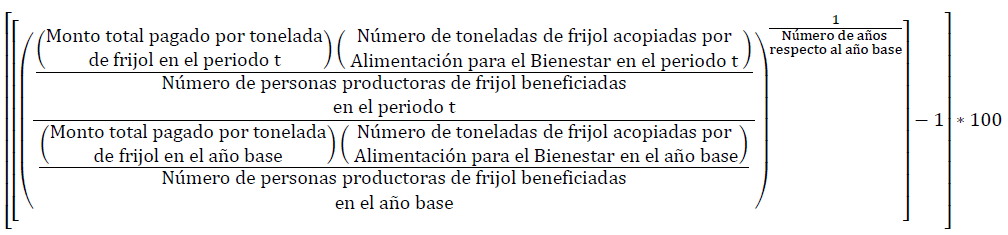 [[((Monto total pagado por tonelada de frijol en el periodo t)(Número de toneladas de frijol acopiadas por Alimentación para el Bienestar en el periodo t)
Número de personas productoras de frijol beneficiadas
en el periodo t
(Monto total pagado por tonelada de frijol en el año base)(Número de toneladas de frijol acopiadas por Alimentación para el Bienestar en el año base)
Número de personas productoras de frijol beneficiadas
en el año base)
1
Número de años
respecto al año base
] − 1] ∗ 100